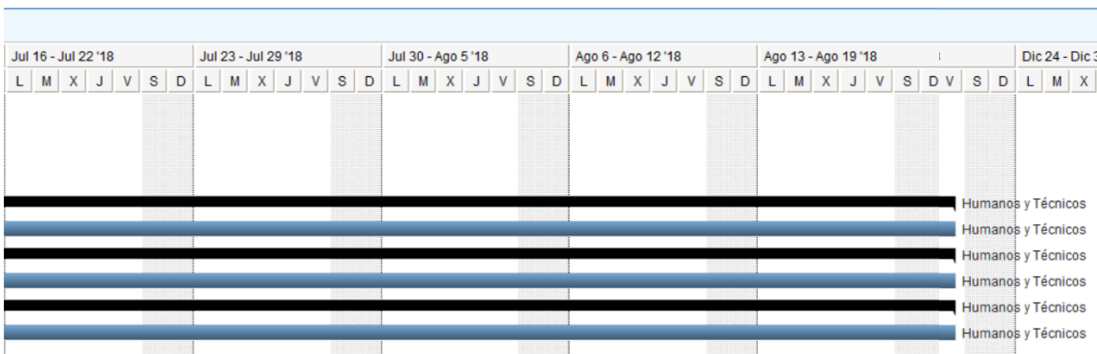 Jul 16 - Jul 22 '18 Jul 23 - Jul 29 '18 Jul 30 - Ago 5 '18 Ago 6 - Ago 12 '18 Ago 13 - Ago 19 '18 Dic 24 - Dic
L M X J V S D L M X J V S D L M X J V S D L M X J V S D L M X J V S D V S D L M X
Humanos y Técnicos
Humanos y Técnicos
Humanos y Técnicos
Humanos y Técnicos
Humanos y Técnicos
Humanos y Técnicos